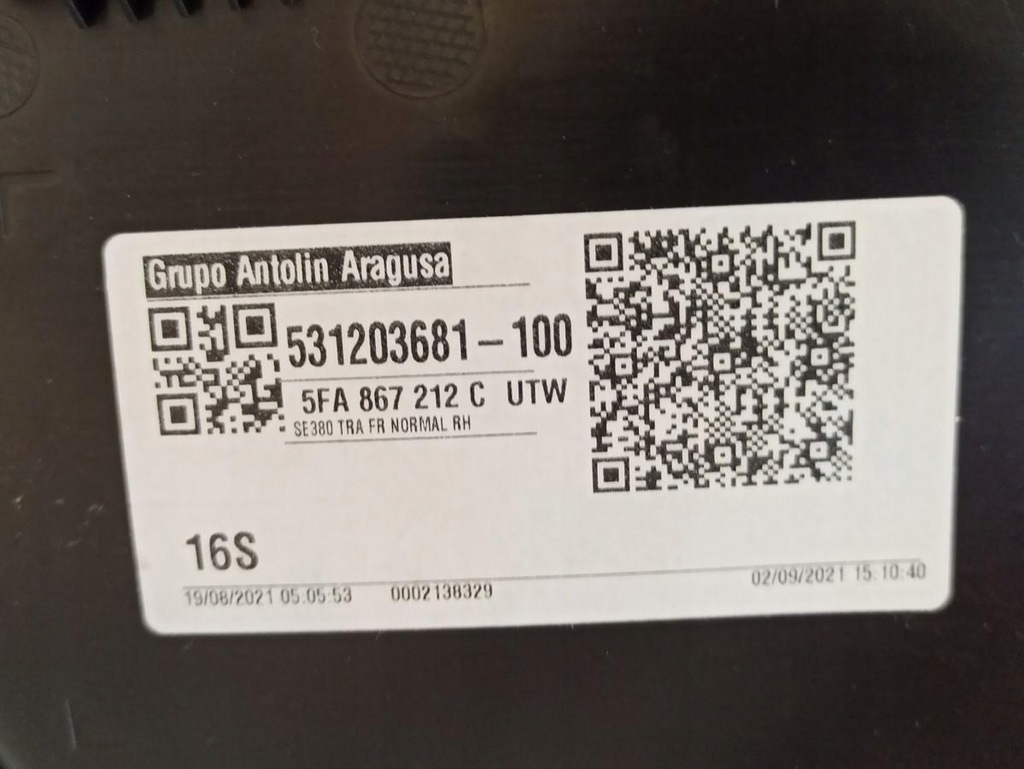 Grupo Antolin Aragusa
531203681-100
5FA 867 212 C UTW
SE380 TRA FR NORMAL RH
16S
19/08/2021 05.05:53 0002138329 02/09/2021 15.10:40